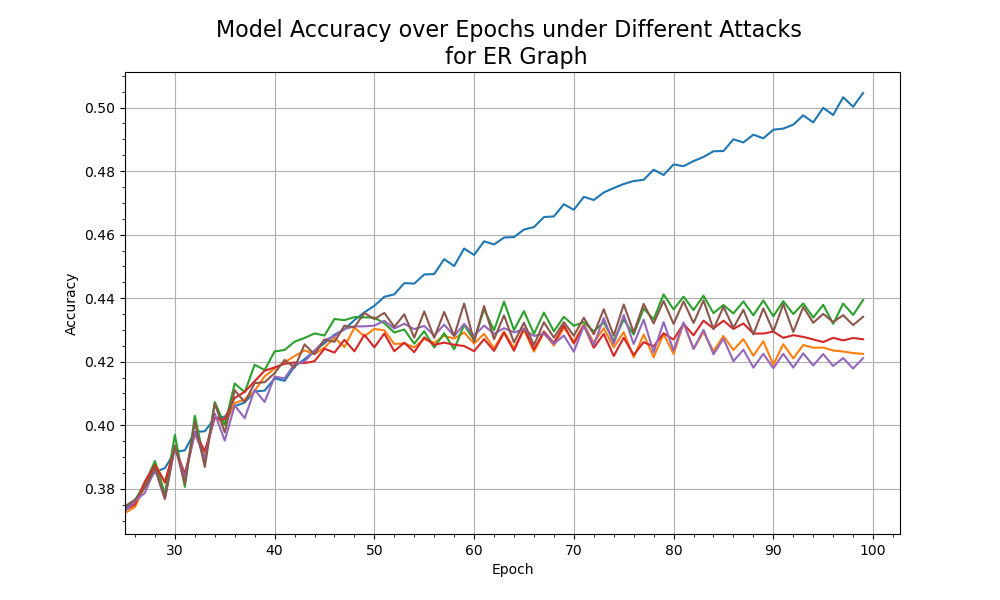 Model Accuracy over Epochs under Different Attacks
for ER Graph
0.50
0.48
0.46
0.44
0.42
0.40
0.38
Accuracy
30 40 50 60 70 80 90 100
Epoch